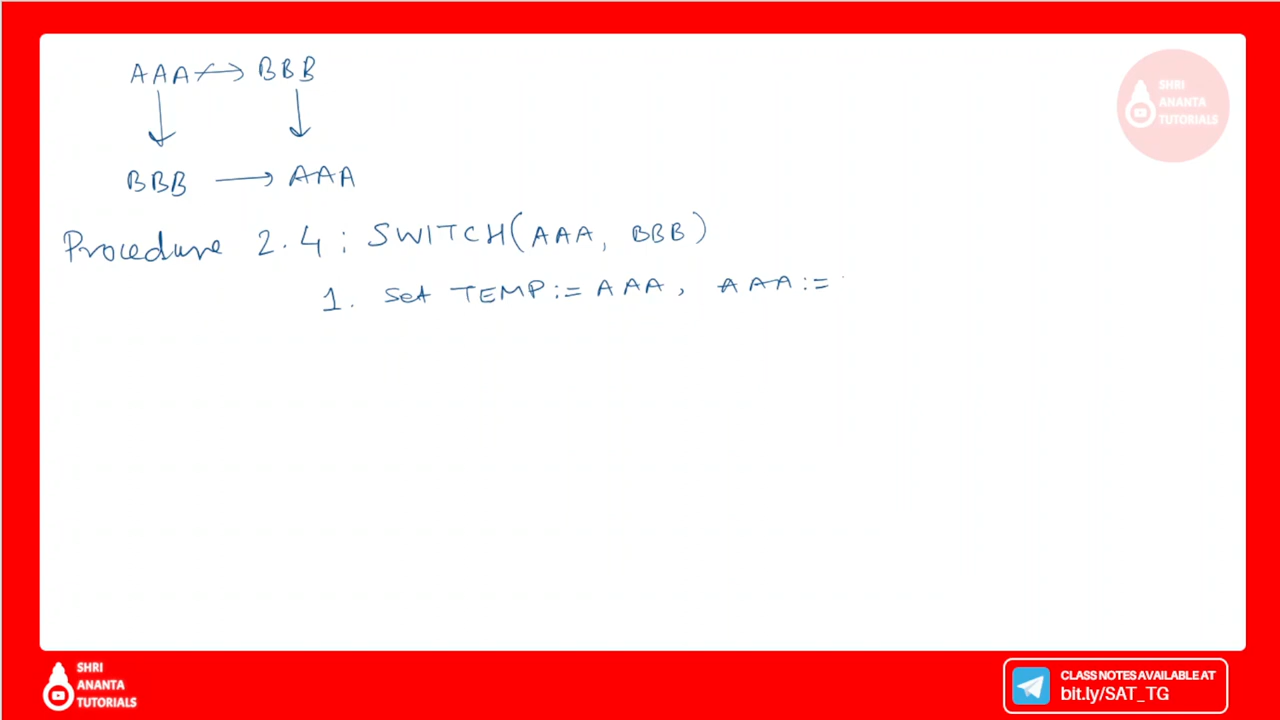 AAA ↔ BBB
↓ ↓
BBB → AAA
Procedure 2.4 : SWITCH(AAA, BBB)
1. Set TEMP := AAA, AAA :=
SHRI
ANANTA
TUTORIALS
SHRI
ANANTA
TUTORIALS
CLASS NOTES AVAILABLE AT
bit.ly/SAT_TG